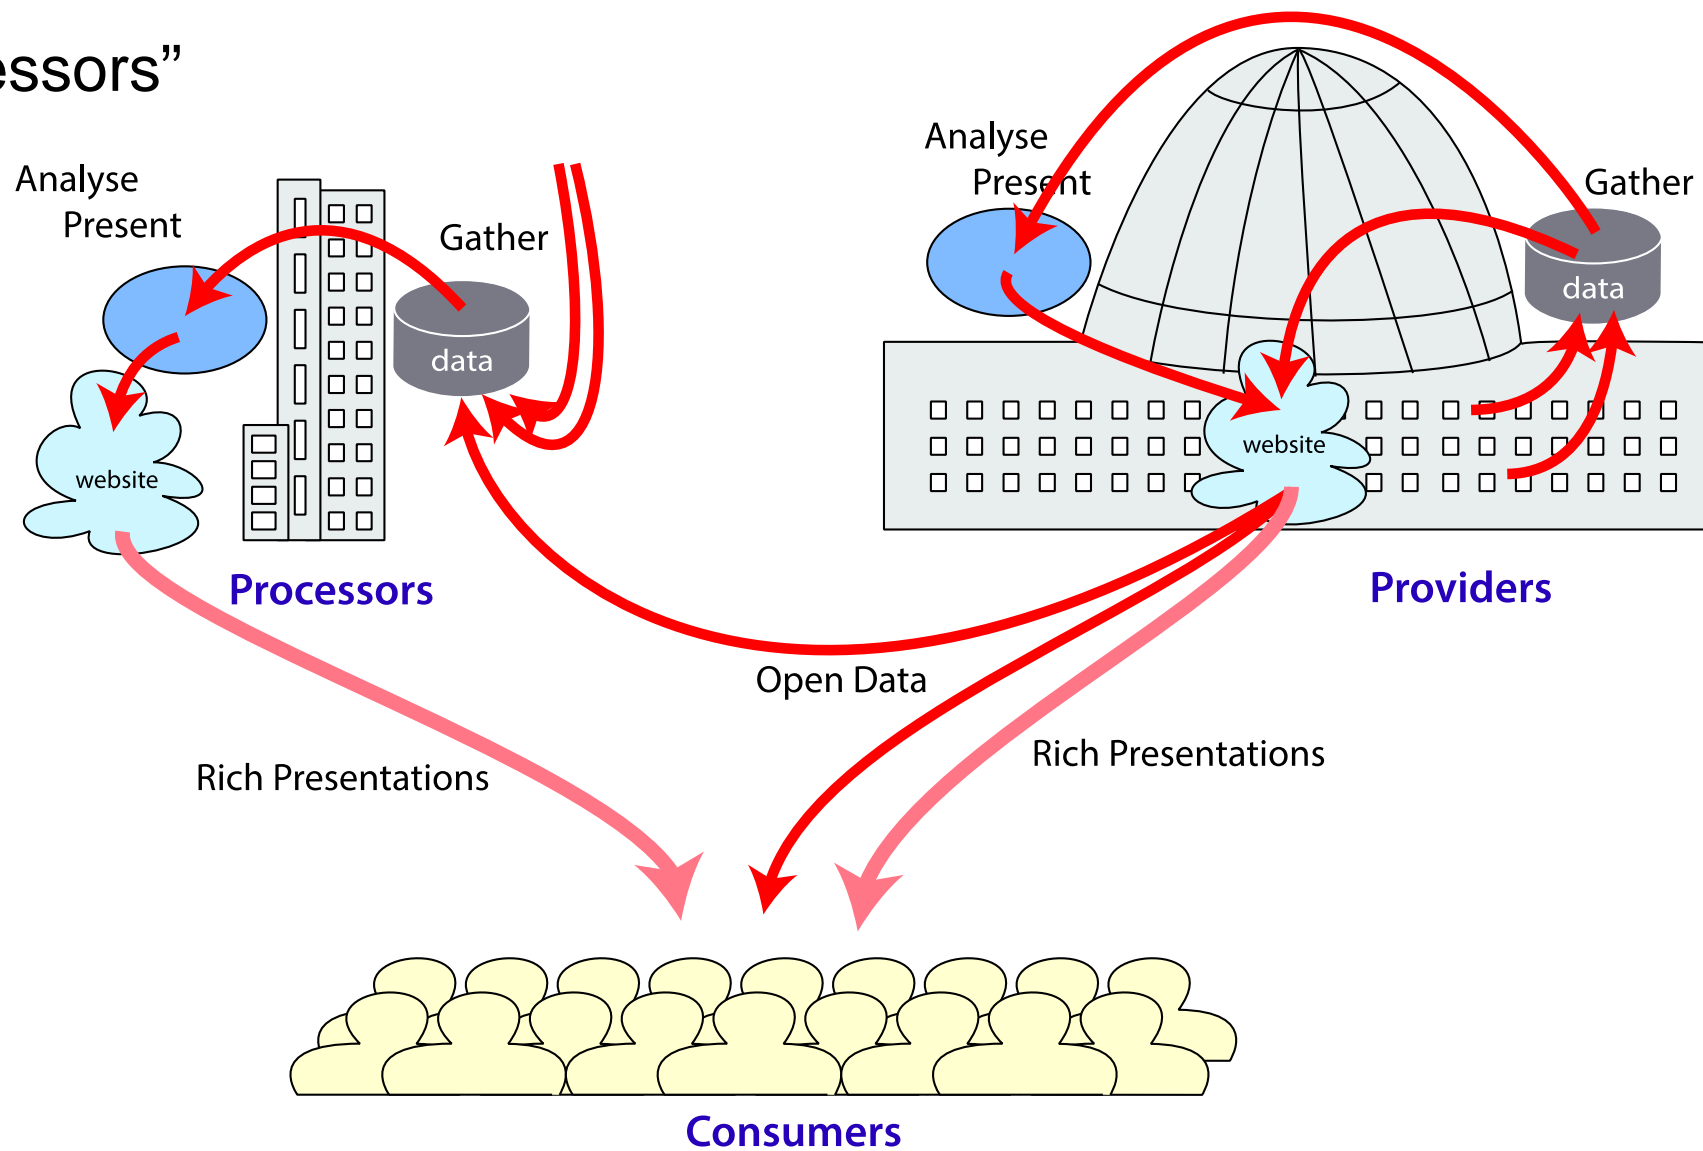 essors”
Analyse
Present
Gather
data
website
Processors
Analyse
Present
Gather
data
website
Providers
Open Data
Rich Presentations
Rich Presentations
Consumers